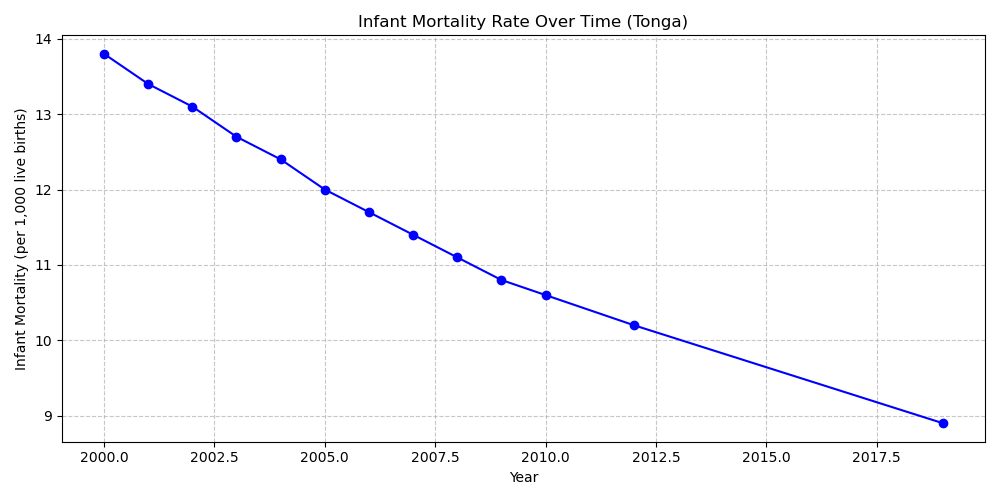 Infant Mortality Rate Over Time (Tonga)
Infant Mortality (per 1,000 live births)
14
13
12
11
10
9
2000.0 2002.5 2005.0 2007.5 2010.0 2012.5 2015.0 2017.5
Year